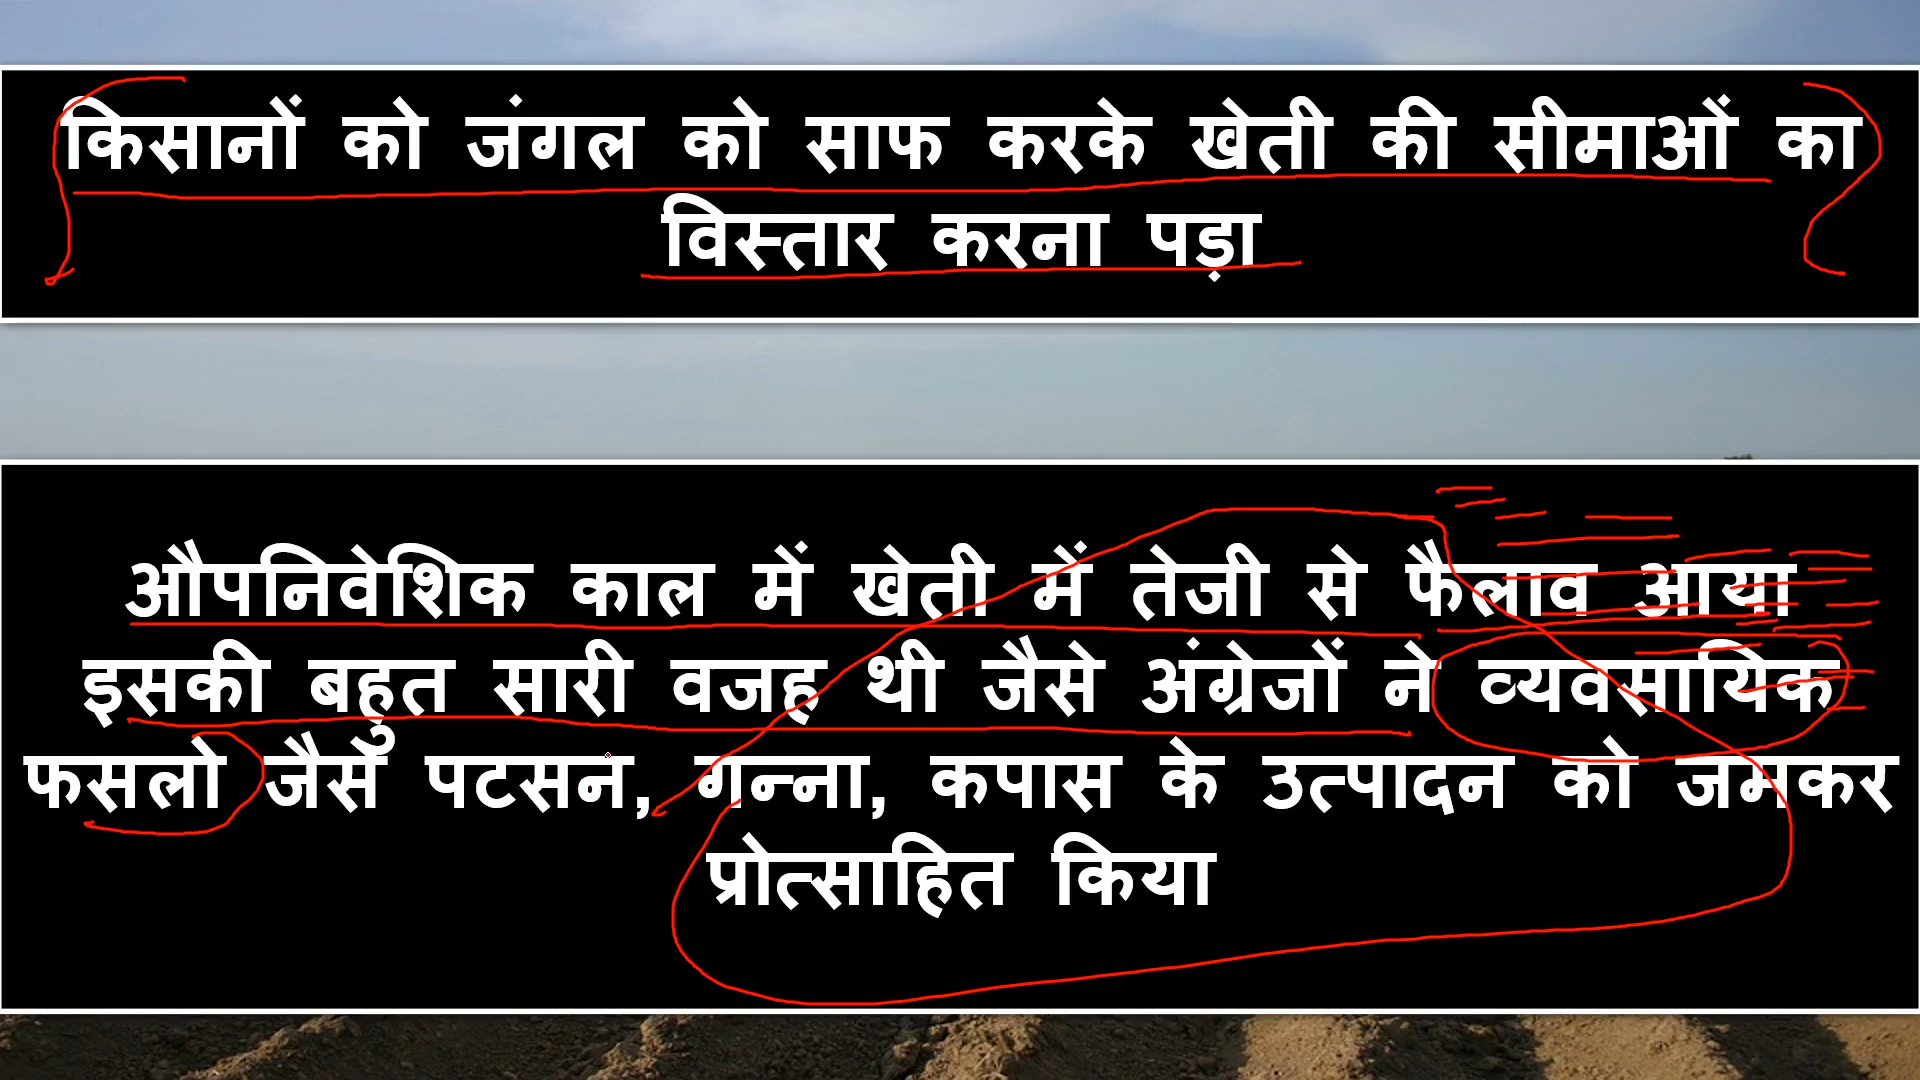 किसानों को जंगल को साफ करके खेती की सीमाओं का
विस्तार करना पड़ा
औपनिवेशिक काल में खेती में तेजी से फैलाव आया
इसकी बहुत सारी वजह थी जैसे अंग्रेजों ने व्यवसायिक
फसलो जैसे पटसन, गन्ना, कपास के उत्पादन को जमकर
प्रोत्साहित किया